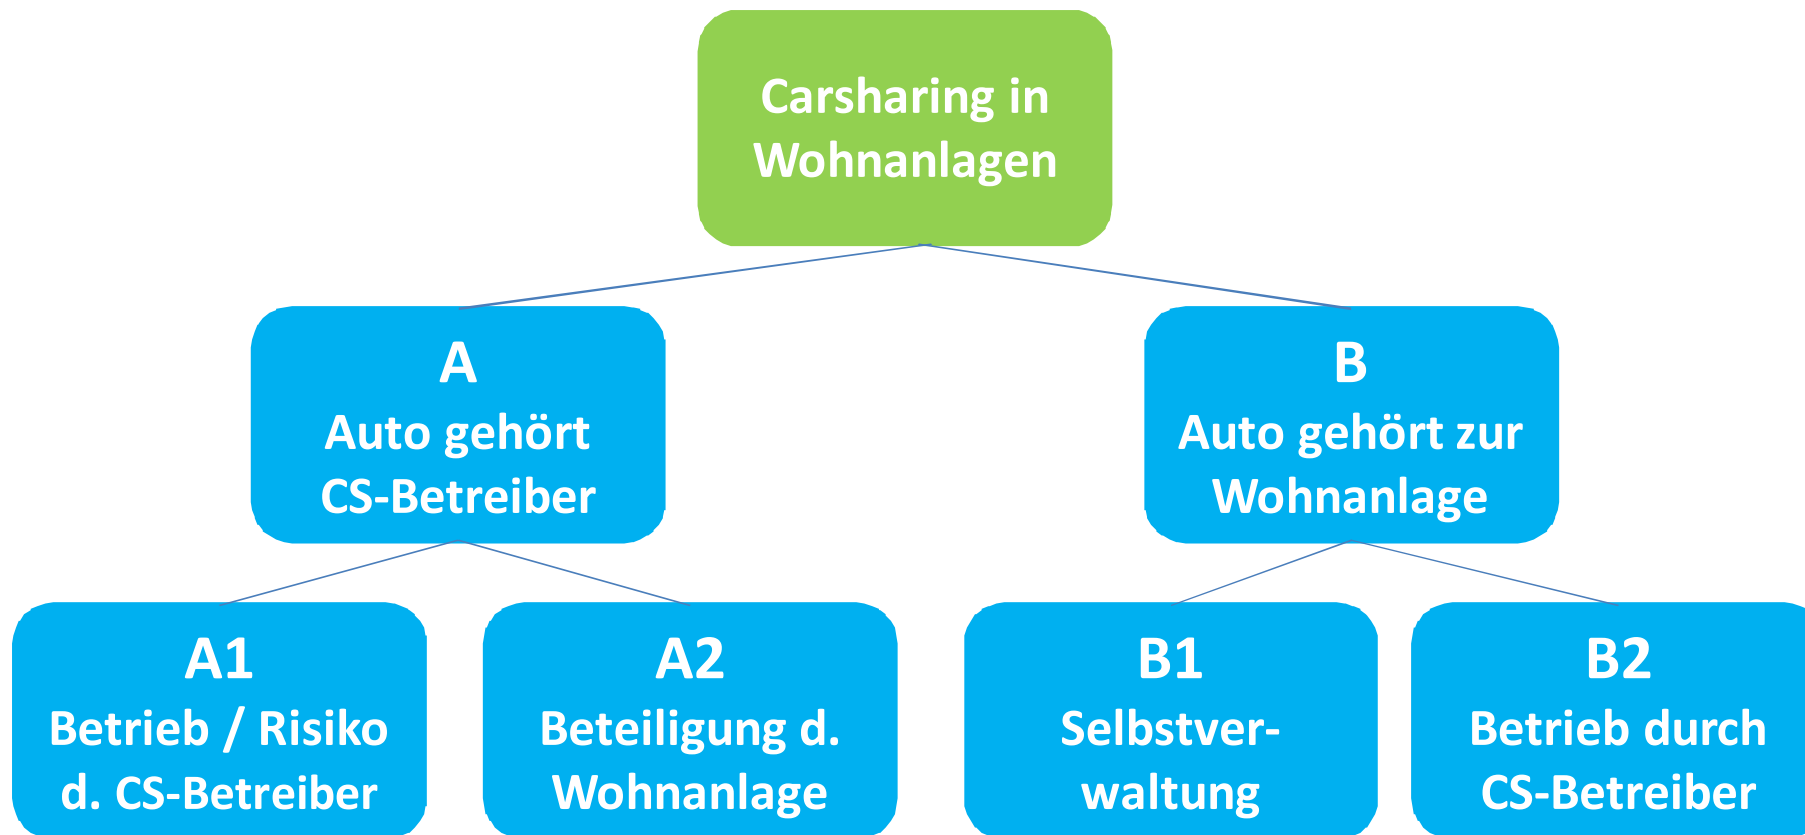 Carsharing in
Wohnanlagen
A
Auto gehört
CS-Betreiber
B
Auto gehört zur
Wohnanlage
A1
Betrieb / Risiko
d. CS-Betreiber
A2
Beteiligung d.
Wohnanlage
B1
Selbstver-
waltung
B2
Betrieb durch
CS-Betreiber